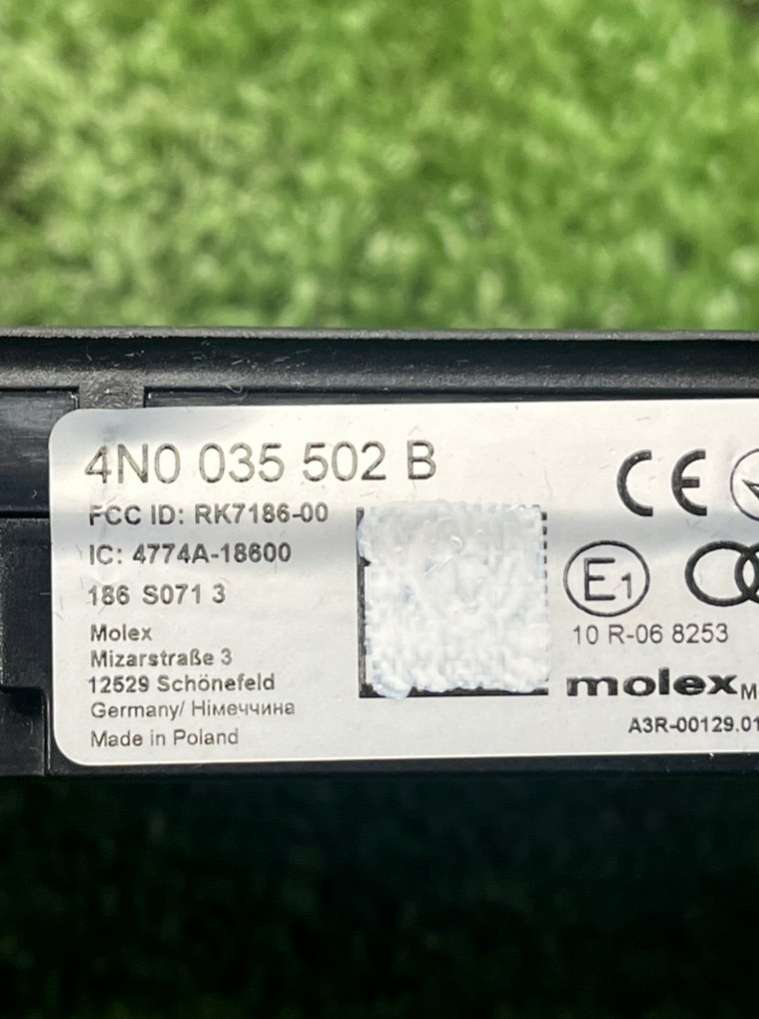 4N0 035 502 B
FCC ID: RK7186-00
IC: 4774A-18600
186 S071 3
Molex
Mizarstraße 3
12529 Schönefeld
Germany/ Німеччина
Made in Poland
CE
E1
10 R-06 8253
molex
A3R-00129.01